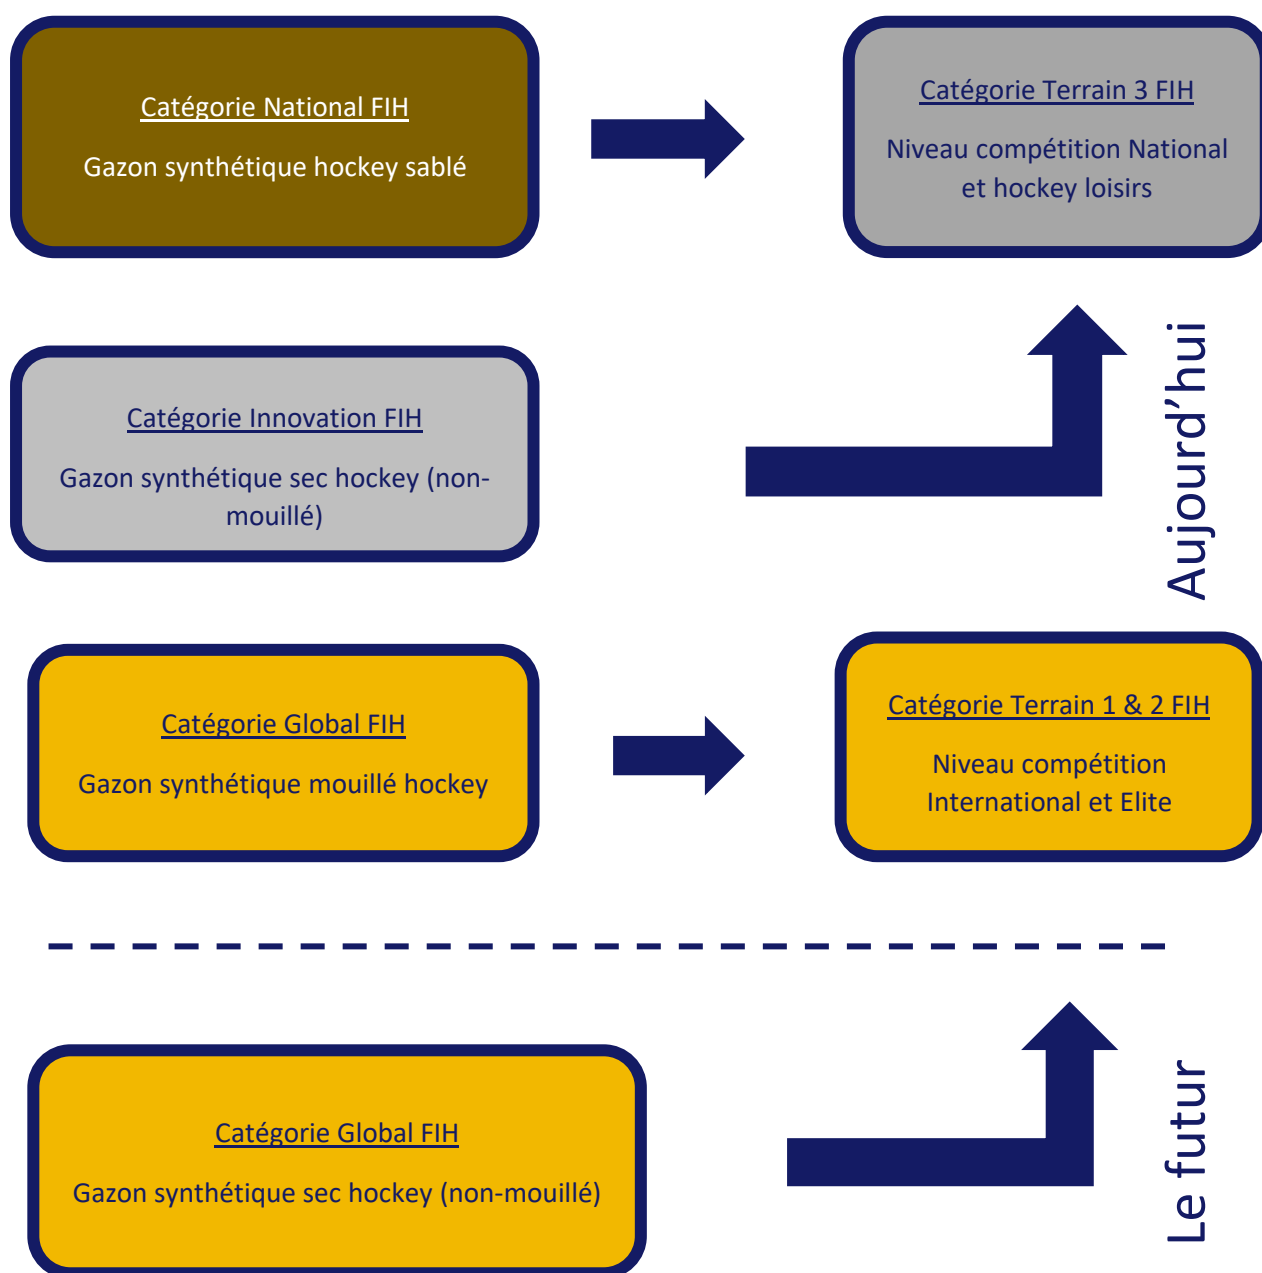 Catégorie National FIH
Gazon synthétique hockey sablé
Catégorie Terrain 3 FIH
Niveau compétition National
et hockey loisirs
Catégorie Innovation FIH
Gazon synthétique sec hockey (non-
mouillé)
Aujourd’hui
Catégorie Global FIH
Gazon synthétique mouillé hockey
Catégorie Terrain 1 & 2 FIH
Niveau compétition
International et Elite
Catégorie Global FIH
Gazon synthétique sec hockey (non-mouillé)
Le futur